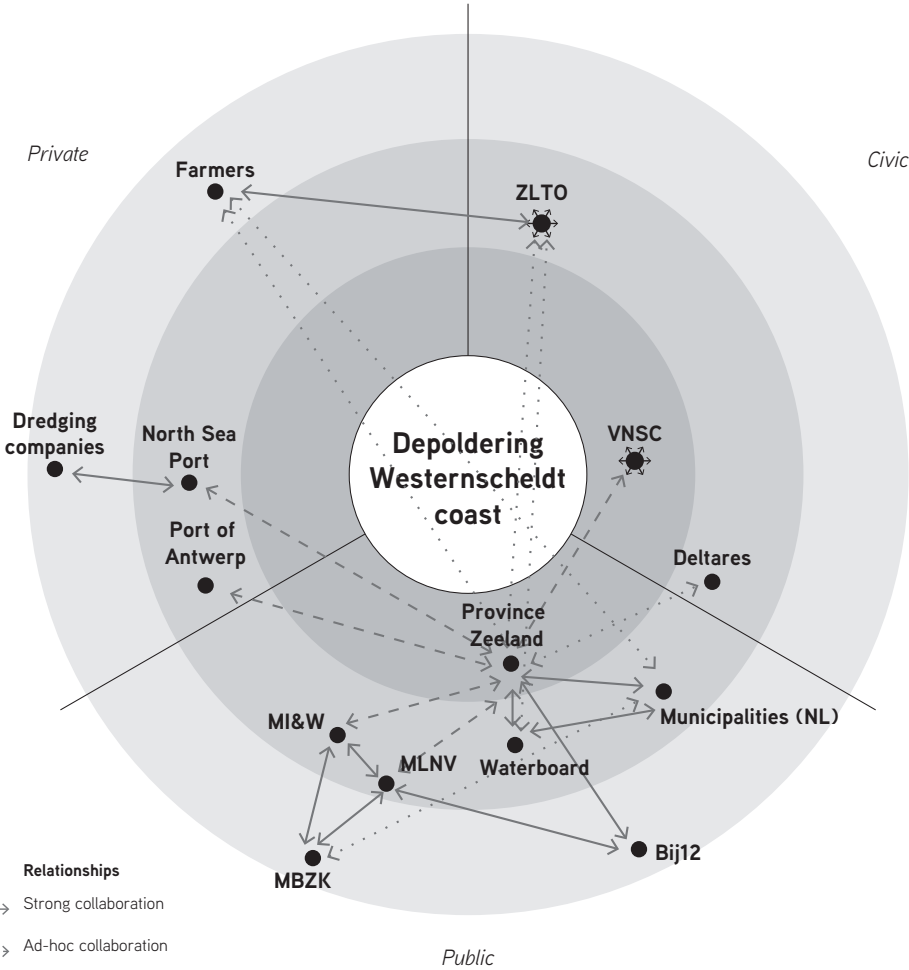 Private
Civic
Farmers
ZLTO
Dredging
companies
North Sea
Port
Depoldering
Westernscheldt
coast
VNSC
Port of
Antwerp
Deltares
Province
Zeeland
MI&W
Municipalities (NL)
MLNV
Waterboard
Bij12
MBZK
Relationships
Strong collaboration
Ad-hoc collaboration
Public